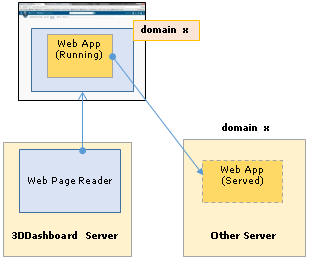 domain x
Web App
(Running)
domain x
Web Page Reader
Web App
(Served)
3DDashboard Server
Other Server